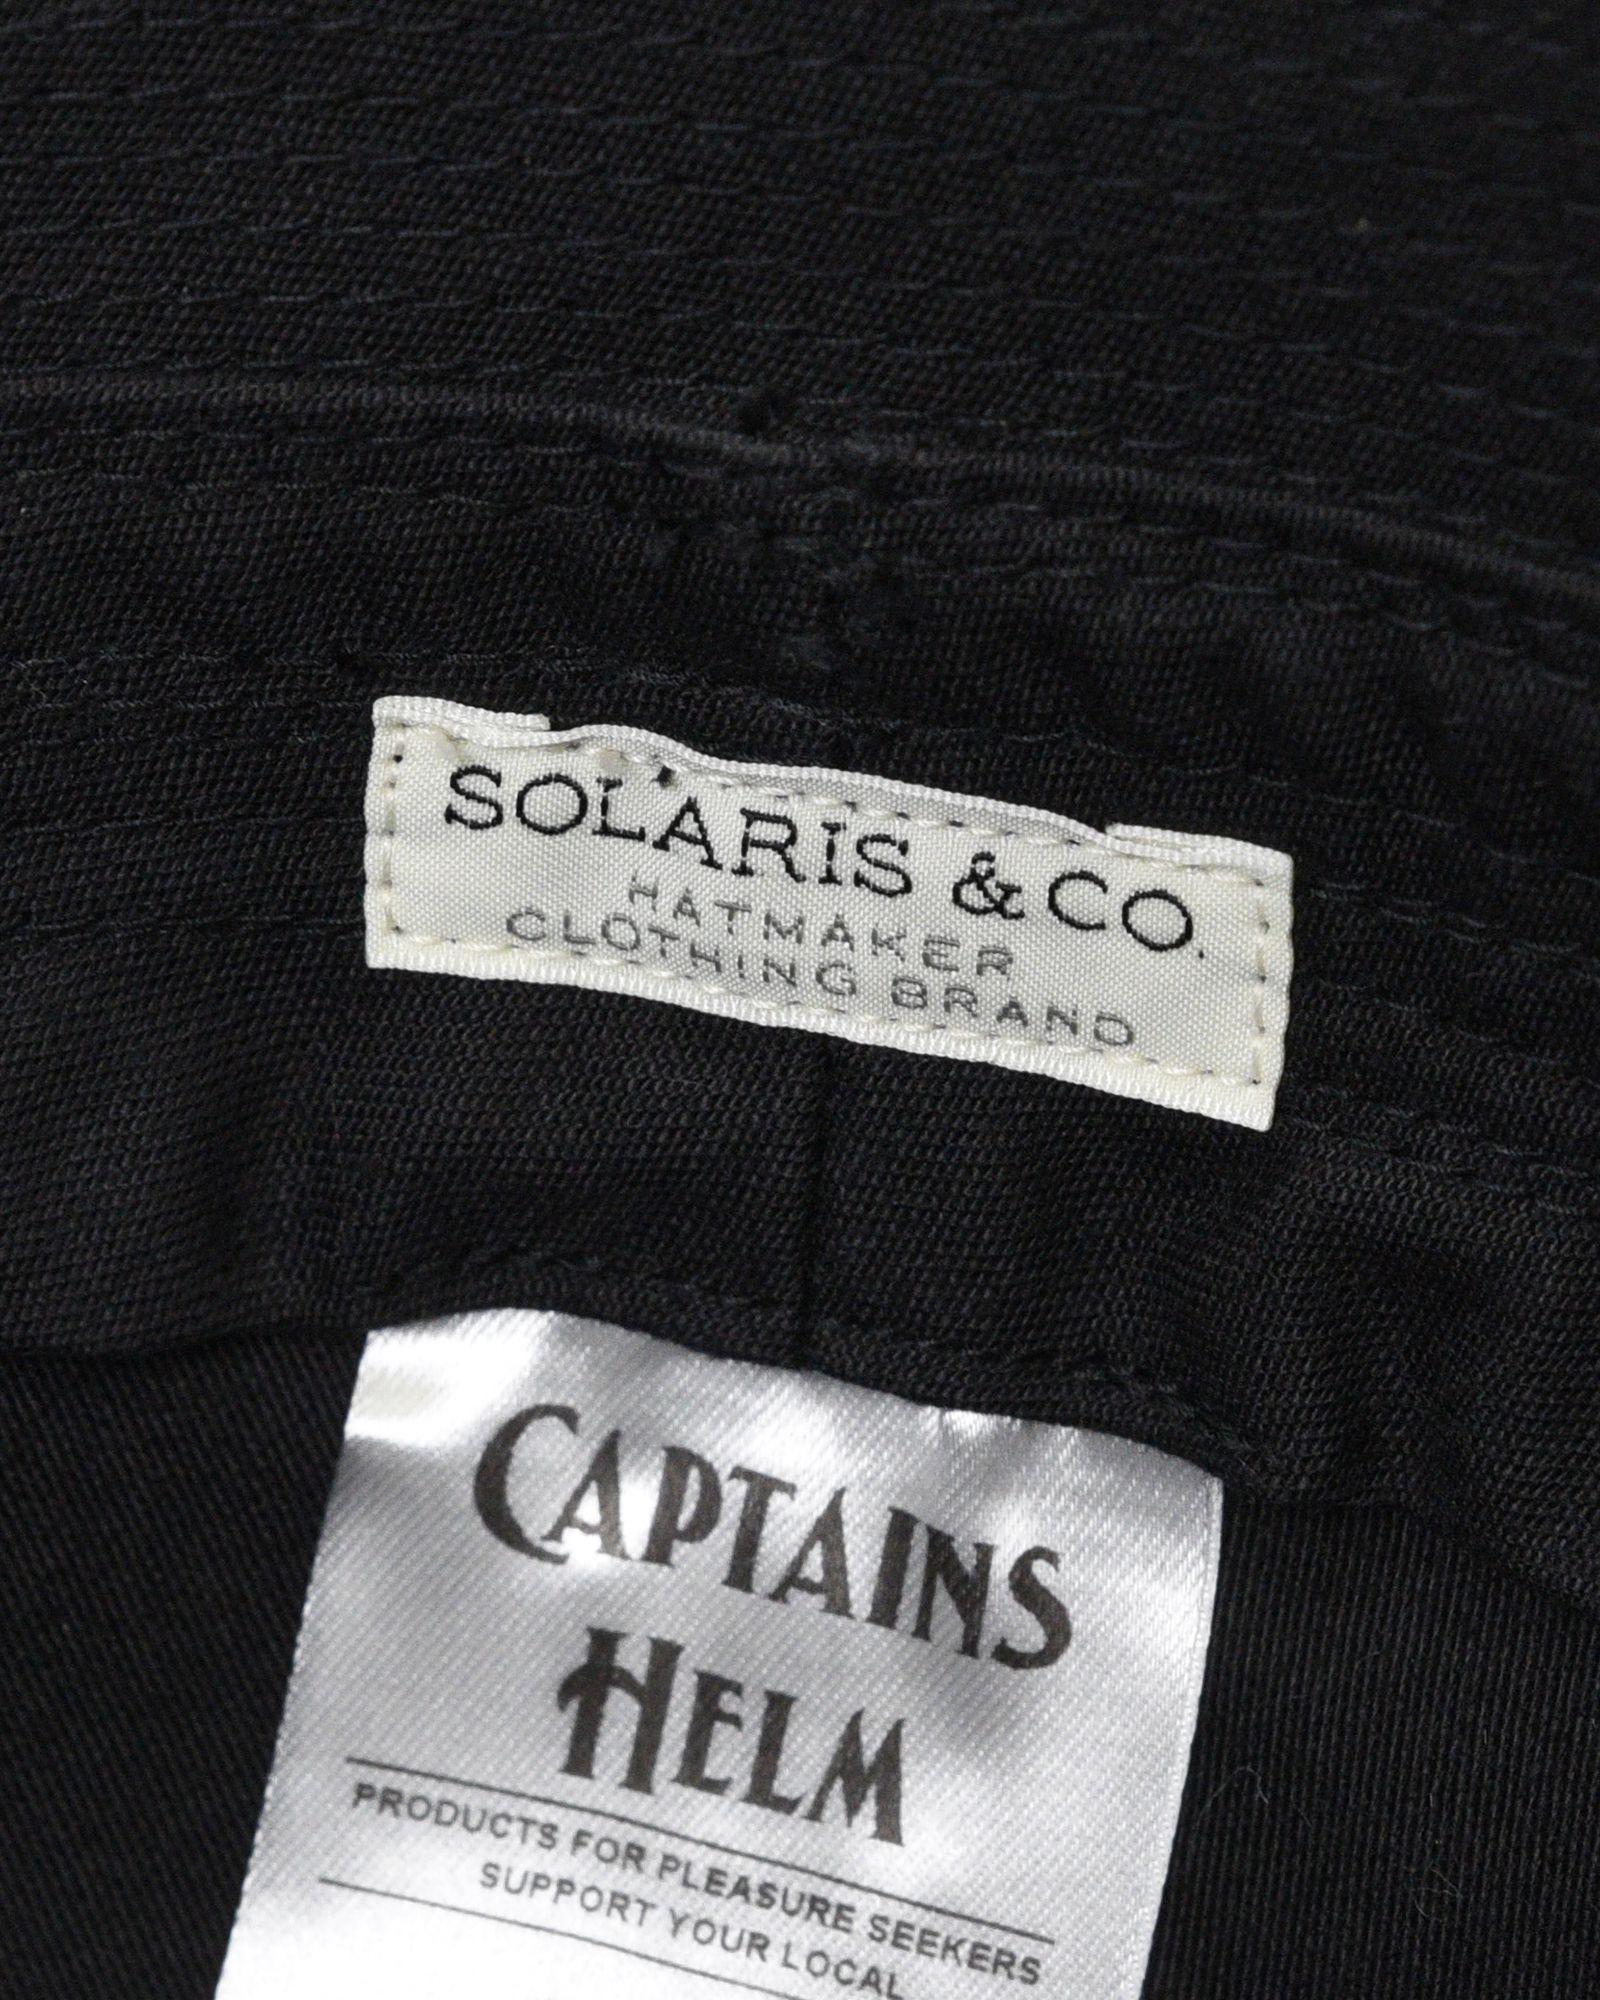 SOLARIS & CO.
HATMAKER
CLOTHING BRAND
CAPTAINS
HELM
PRODUCTS FOR PLEASURE SEEKERS
SUPPORT YOUR LOCAL